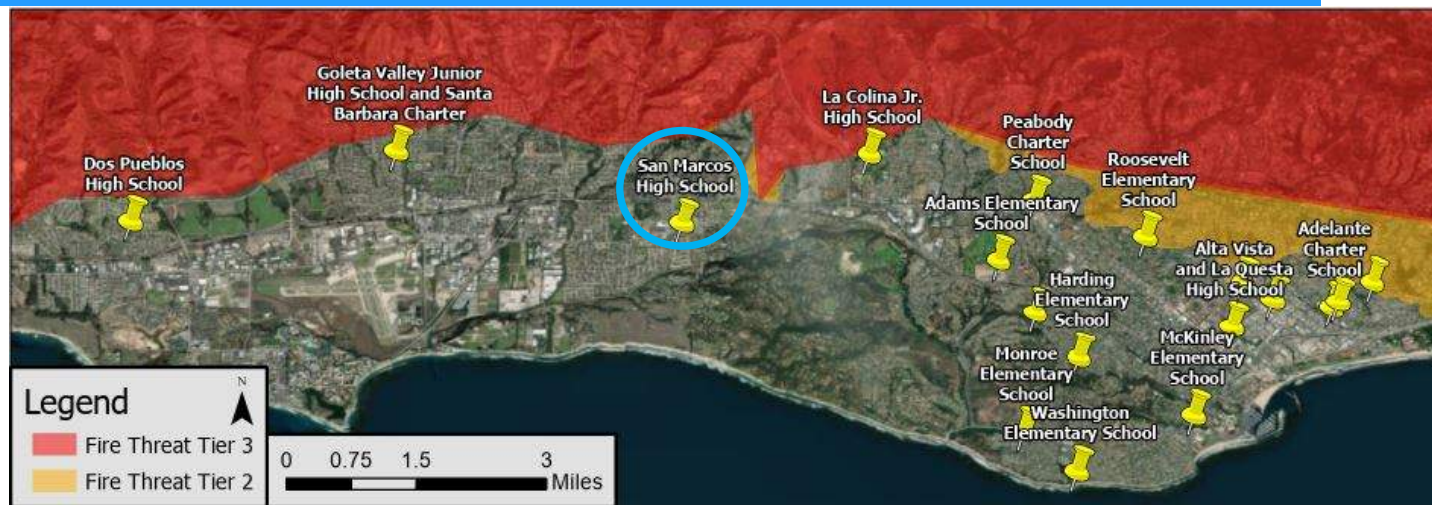 Goleta Valley Junior
High School and Santa
Barbara Charter
La Colina Jr.
High School
Peabody
Charter
School
Dos Pueblos
High School
San Marcos
High School
Roosevelt
Elementary
School
Adams Elementary
School
Adelante
Charter
School
Alta Vista
and La Questa
High School
Harding
Elementary
School
McKinley
Elementary
School
Monroe
Elementary
School
Washington
Elementary School
Legend
N
Fire Threat Tier 3
Fire Threat Tier 2
0 0.75 1.5 3
Miles